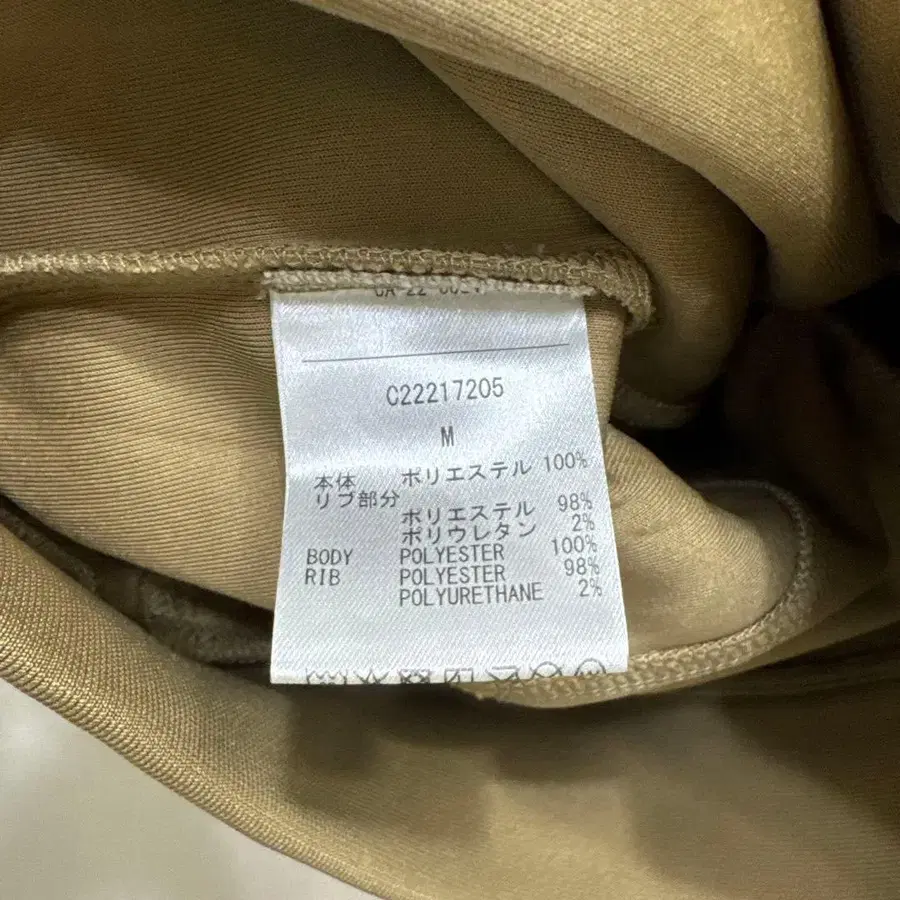 C22217205
M
本体 ポリエステル 100%
リブ部分
ポリエステル 98%
ポリウレタン 2%
BODY POLYESTER 100%
RIB POLYESTER 98%
POLYURETHANE 2%